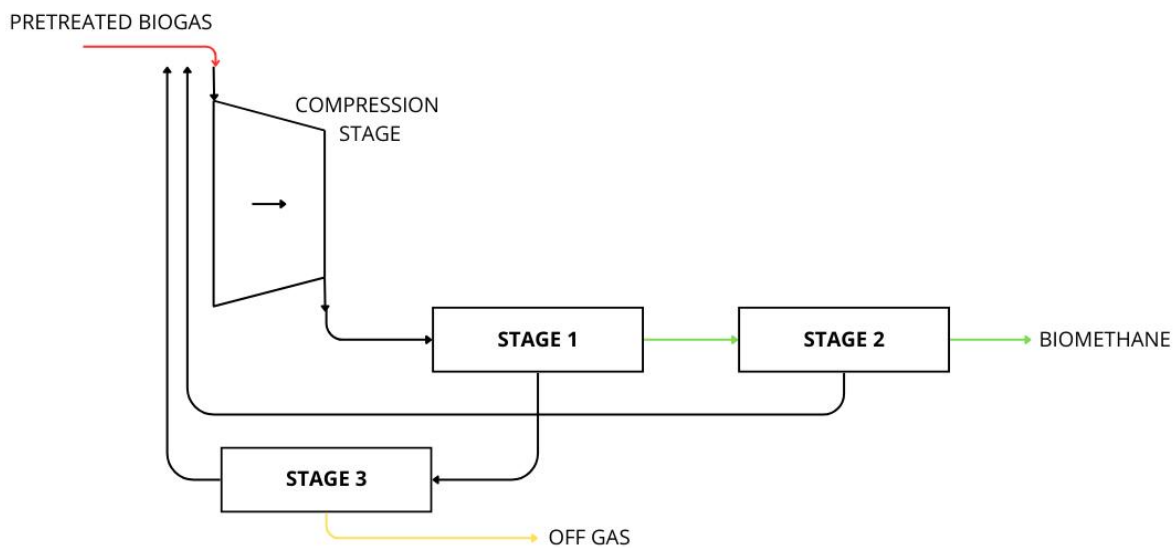 PRETREATED BIOGAS
COMPRESSION
STAGE
STAGE 1
STAGE 2
BIOMETHANE
STAGE 3
OFF GAS